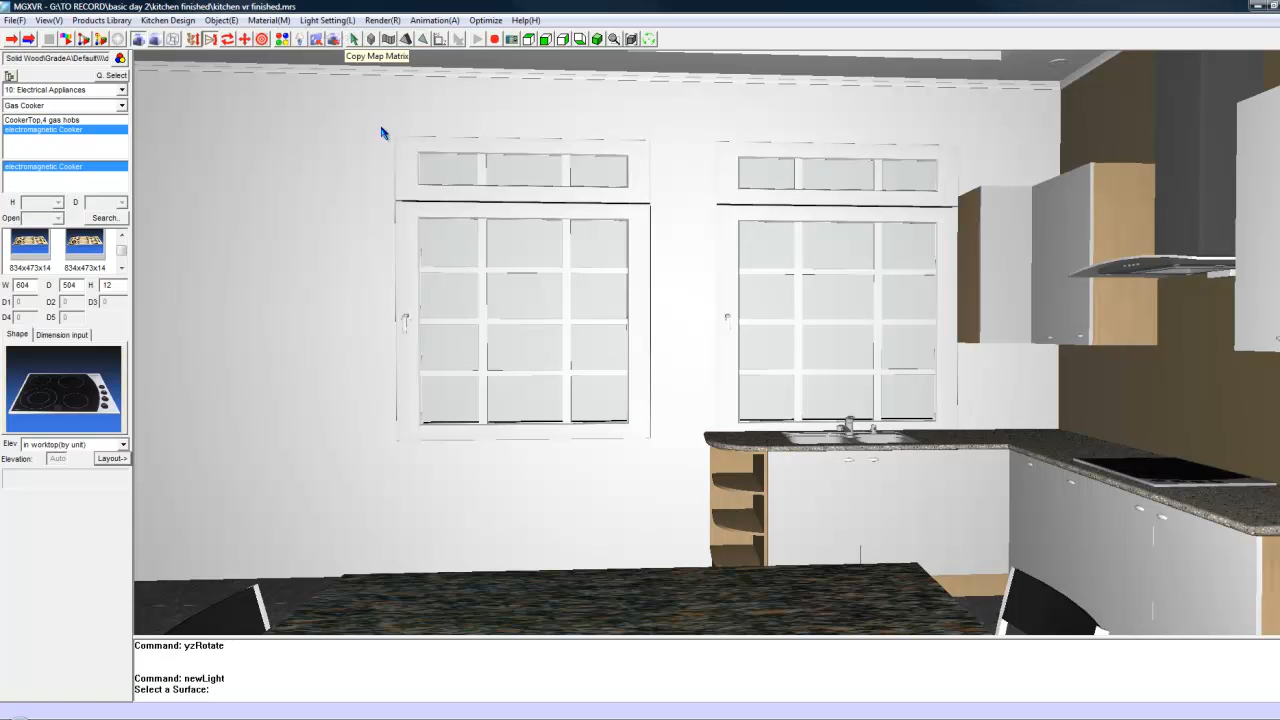 MGXVR - G:\TO RECORD\basic day 2\kitchen finished\kitchen vr finished.mrs
File(F) View(V) Products Library Kitchen Design Object(E) Material(M) Light Setting(L) Render(R) Animation(A) Optimize Help(H)
Copy Map Matrix
Solid Wood\GradeA\Default\\\d
Q. Select
10: Electrical Appliances
Gas Cooker
CookerTop,4 gas hobs
electromagnetic Cooker
electromagnetic Cooker
H D
Open Search..
834x473x14 834x473x14
W 604 D 504 H 12
D1 0 D2 0 D3 0
D4 0 D5 0
Shape Dimension input
Elev in worktop(by unit)
Elevation: Auto Layout->
Command: yzRotate
Command: newLight
Select a Surface: